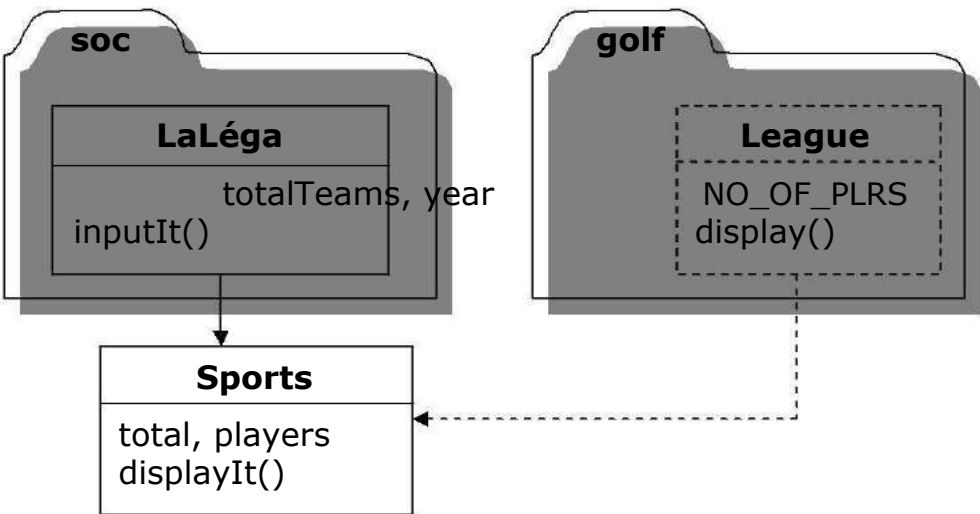 soc
LaLéga
totalTeams, year
inputIt()
golf
League
NO_OF_PLRS
display()
Sports
total, players
displayIt()